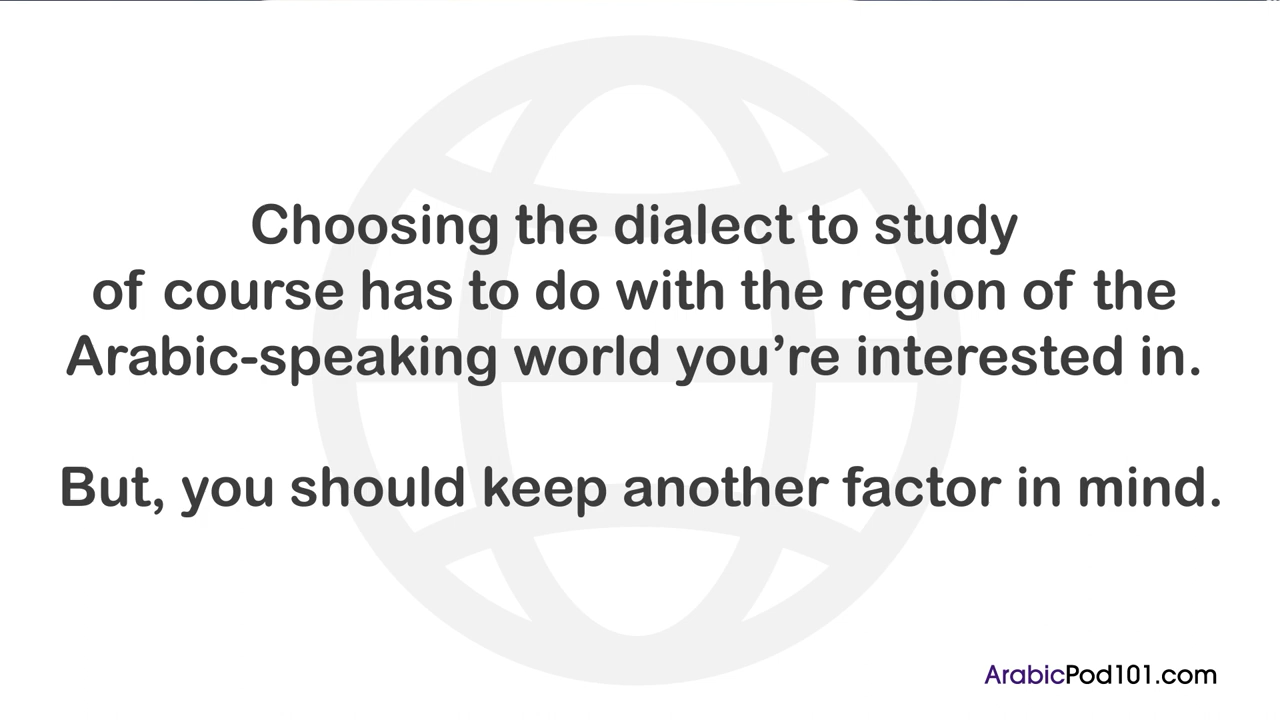 Choosing the dialect to study
of course has to do with the region of the
Arabic-speaking world you’re interested in.
But, you should keep another factor in mind.
ArabicPod101.com